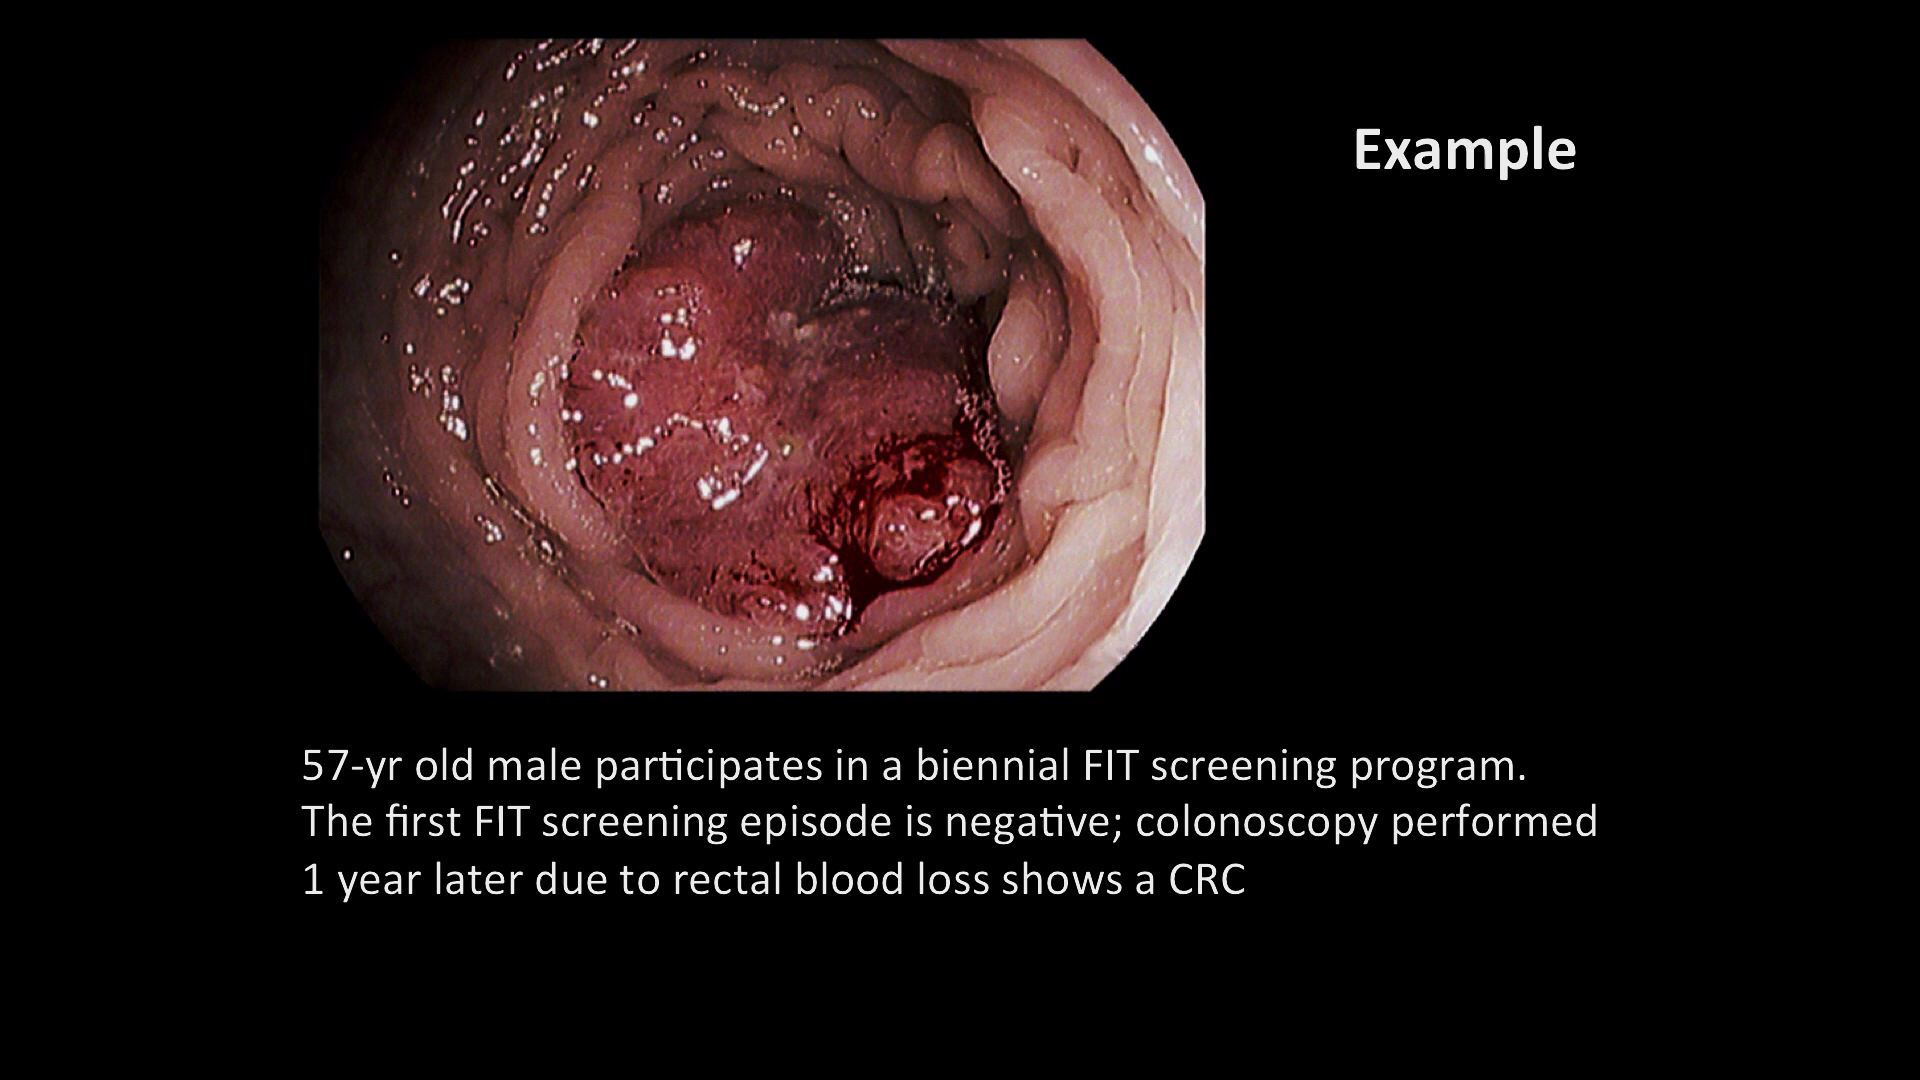 Example
57-yr old male participates in a biennial FIT screening program.
The first FIT screening episode is negative; colonoscopy performed
1 year later due to rectal blood loss shows a CRC